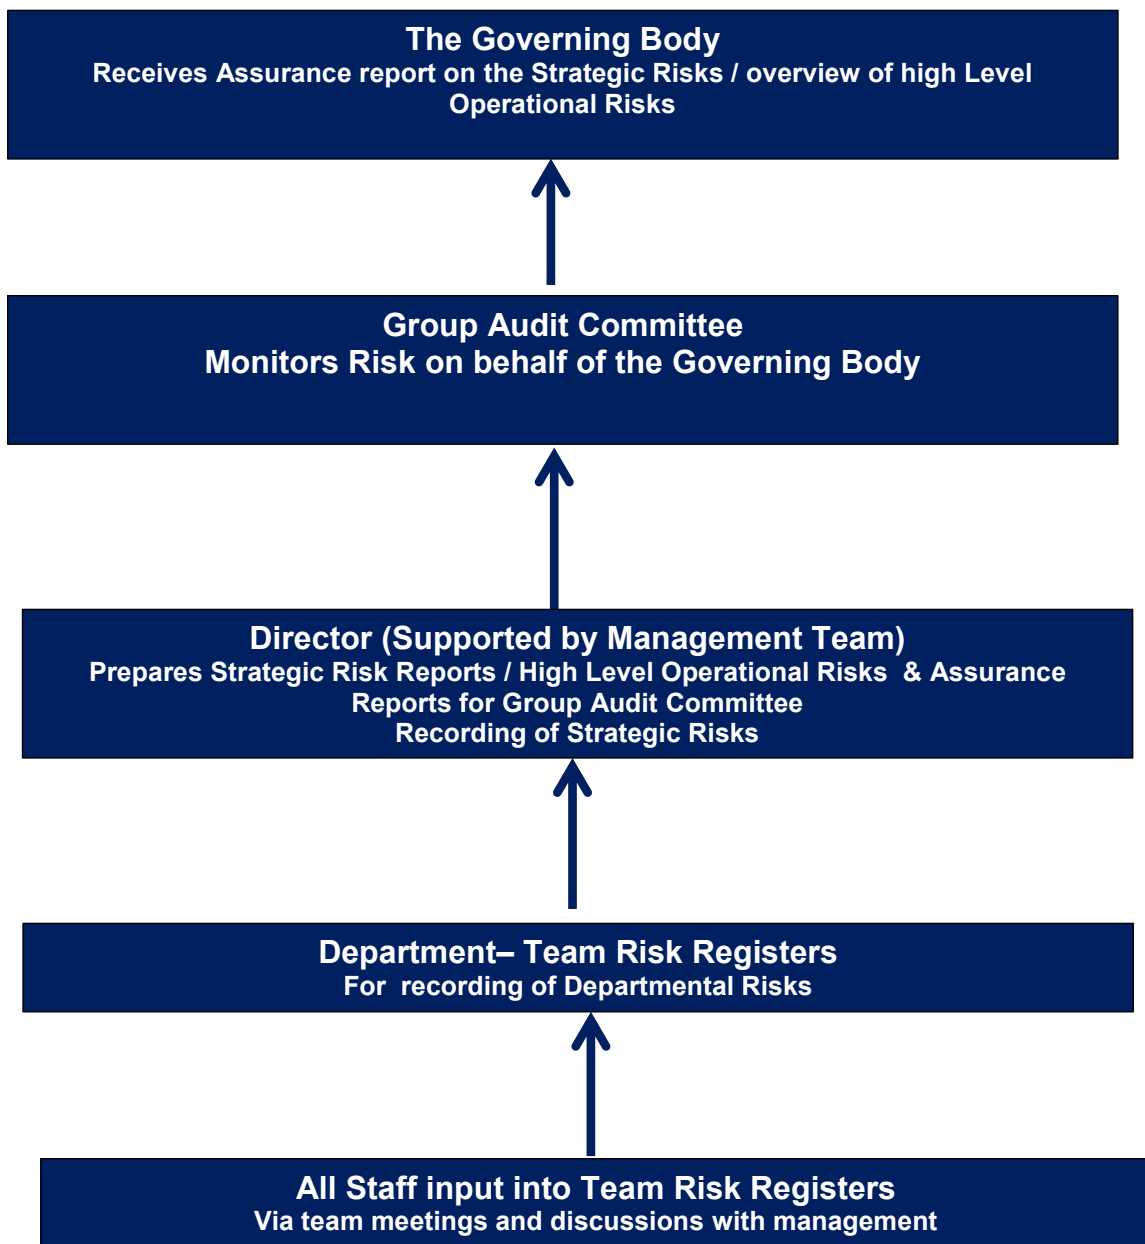 The Governing Body
Receives Assurance report on the Strategic Risks / overview of high Level
Operational Risks
Group Audit Committee
Monitors Risk on behalf of the Governing Body
Director (Supported by Management Team)
Prepares Strategic Risk Reports / High Level Operational Risks & Assurance
Reports for Group Audit Committee
Recording of Strategic Risks
Department– Team Risk Registers
For recording of Departmental Risks
All Staff input into Team Risk Registers
Via team meetings and discussions with management